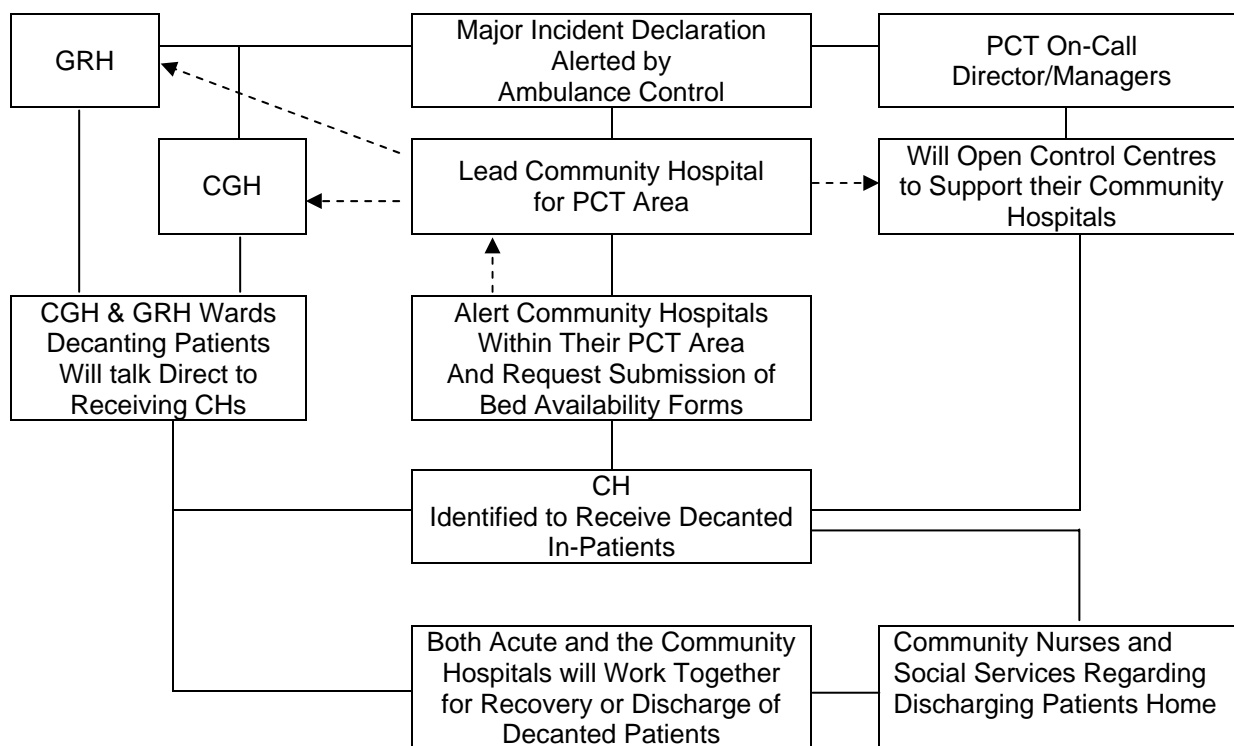 GRH
Major Incident Declaration
Alerted by
Ambulance Control
PCT On-Call
Director/Managers
CGH
Lead Community Hospital
for PCT Area
Will Open Control Centres
to Support their Community
Hospitals
CGH & GRH Wards
Decanting Patients
Will talk Direct to
Receiving CHs
Alert Community Hospitals
Within Their PCT Area
And Request Submission of
Bed Availability Forms
CH
Identified to Receive Decanted
In-Patients
Both Acute and the Community
Hospitals will Work Together
for Recovery or Discharge of
Decanted Patients
Community Nurses and
Social Services Regarding
Discharging Patients Home